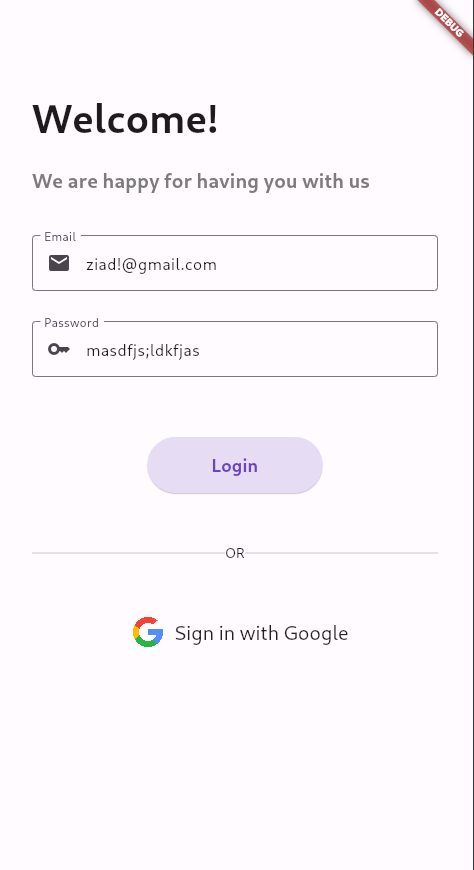 DEBUG
Welcome!
We are happy for having you with us
Email
ziad!@gmail.com
Password
masdfjs;ldkfjas
Login
OR
Sign in with Google